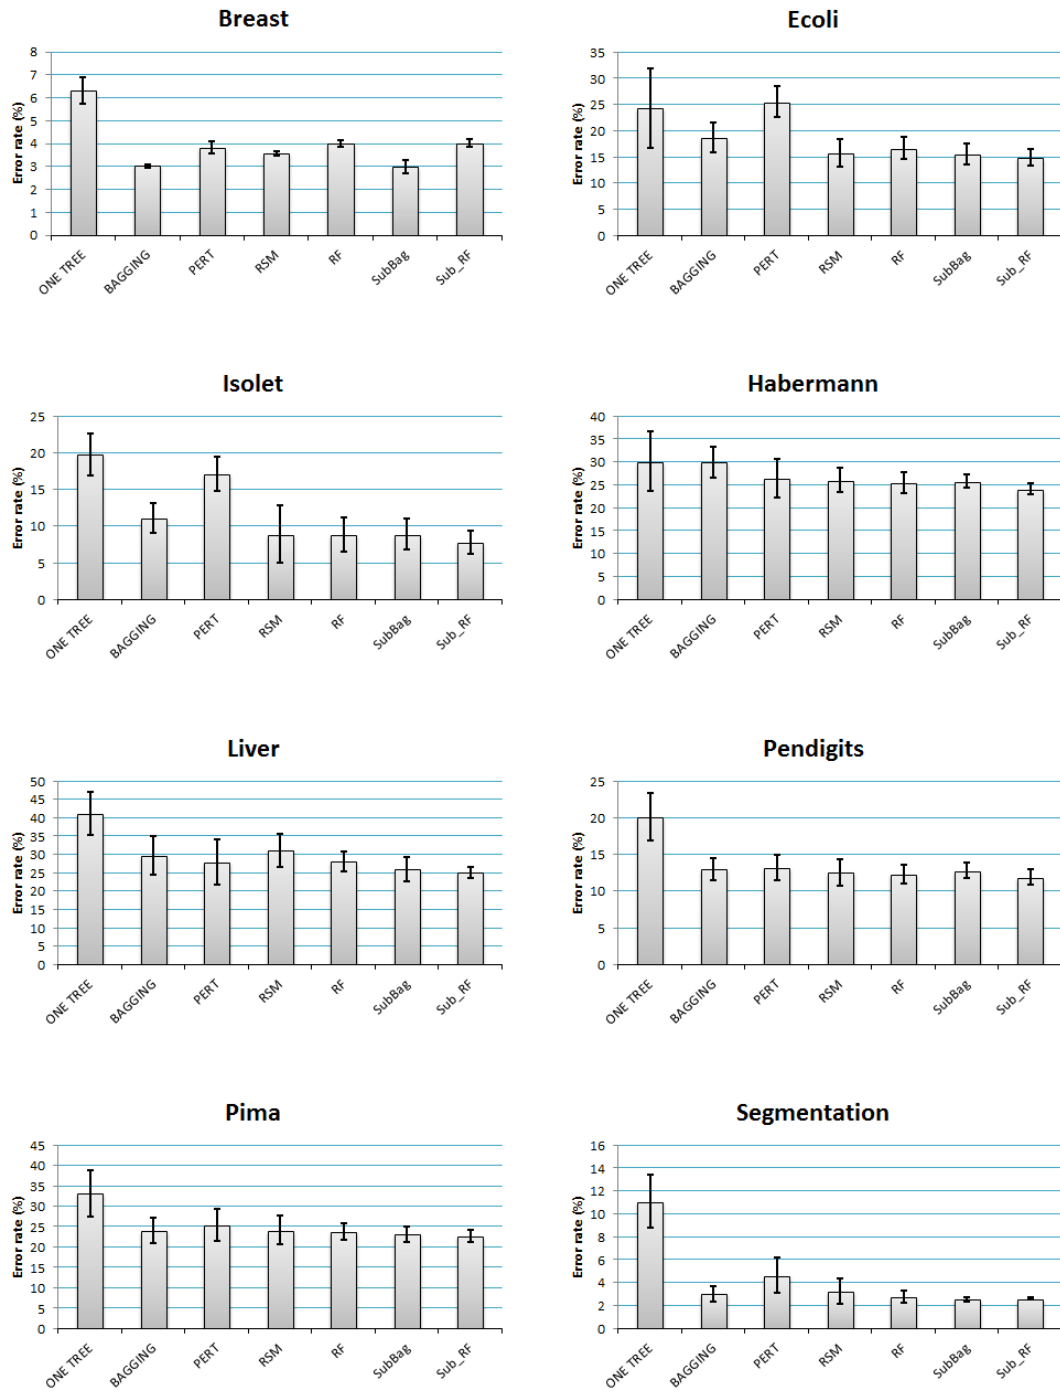 Breast
Error rate (%)
8
7
6
5
4
3
2
1
0
ONE TREE
BAGGING
PERT
RSM
RF
SubBag
Sub_RF
Ecoli
Error rate (%)
35
30
25
20
15
10
5
0
ONE TREE
BAGGING
PERT
RSM
RF
SubBag
Sub_RF
Isolet
Error rate (%)
25
20
15
10
5
0
ONE TREE
BAGGING
PERT
RSM
RF
SubBag
Sub_RF
Habermann
Error rate (%)
40
35
30
25
20
15
10
5
0
ONE TREE
BAGGING
PERT
RSM
RF
SubBag
Sub_RF
Liver
Error rate (%)
50
45
40
35
30
25
20
15
10
5
0
ONE TREE
BAGGING
PERT
RSM
RF
SubBag
Sub_RF
Pendigits
Error rate (%)
25
20
15
10
5
0
ONE TREE
BAGGING
PERT
RSM
RF
SubBag
Sub_RF
Pima
Error rate (%)
45
40
35
30
25
20
15
10
5
0
ONE TREE
BAGGING
PERT
RSM
RF
SubBag
Sub_RF
Segmentation
Error rate (%)
16
14
12
10
8
6
4
2
0
ONE TREE
BAGGING
PERT
RSM
RF
SubBag
Sub_RF